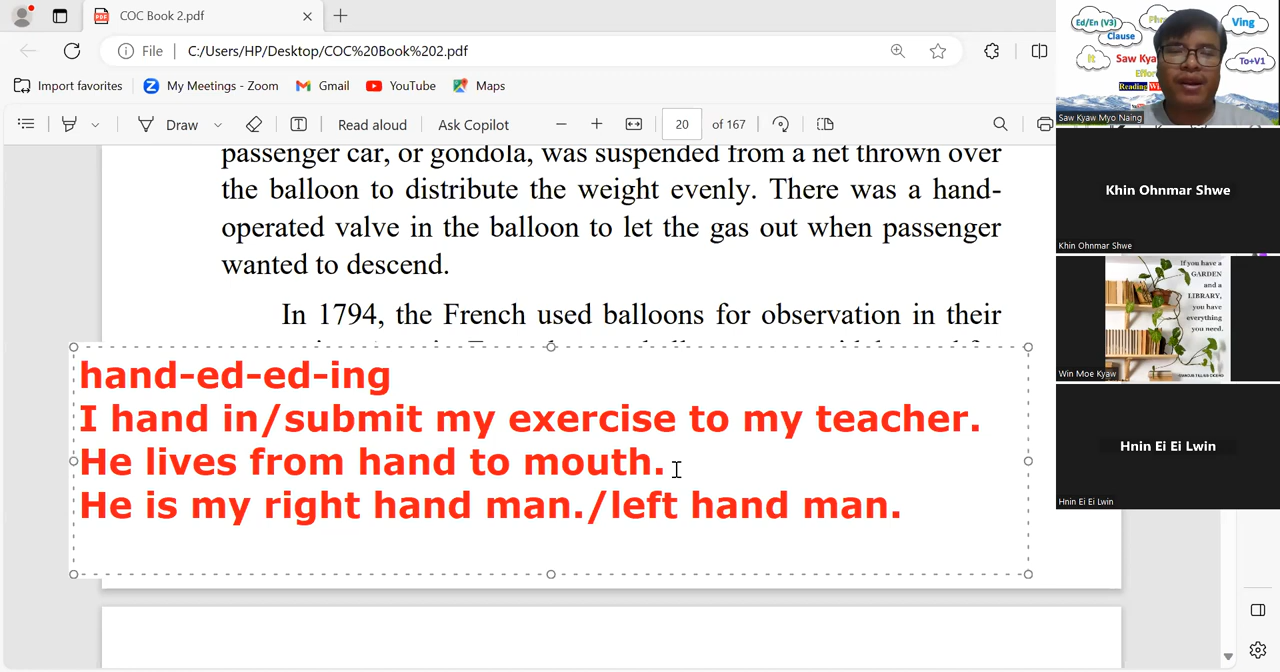 COC Book 2.pdf
File C:/Users/HP/Desktop/COC%20Book%202.pdf
Import favorites My Meetings - Zoom Gmail YouTube Maps
Draw Read aloud Ask Copilot 20 of 167
passenger car, or gondola, was suspended from a net thrown over
the balloon to distribute the weight evenly. There was a hand-
operated valve in the balloon to let the gas out when passenger
wanted to descend.
In 1794, the French used balloons for observation in their
hand-ed-ed-ing
I hand in/submit my exercise to my teacher.
He lives from hand to mouth.
He is my right hand man./left hand man.
Ed/En (V3)
Clause
Ving
It
Saw Kya
To+V1
Effor
Reading
Saw Kyaw Myo Naing
Khin Ohnmar Shwe
Khin Ohnmar Shwe
If you have a
GARDEN
and a
LIBRARY,
you have
everything
you need.
Win Moe Kyaw
Hnin Ei Ei Lwin
Hnin Ei Ei Lwin